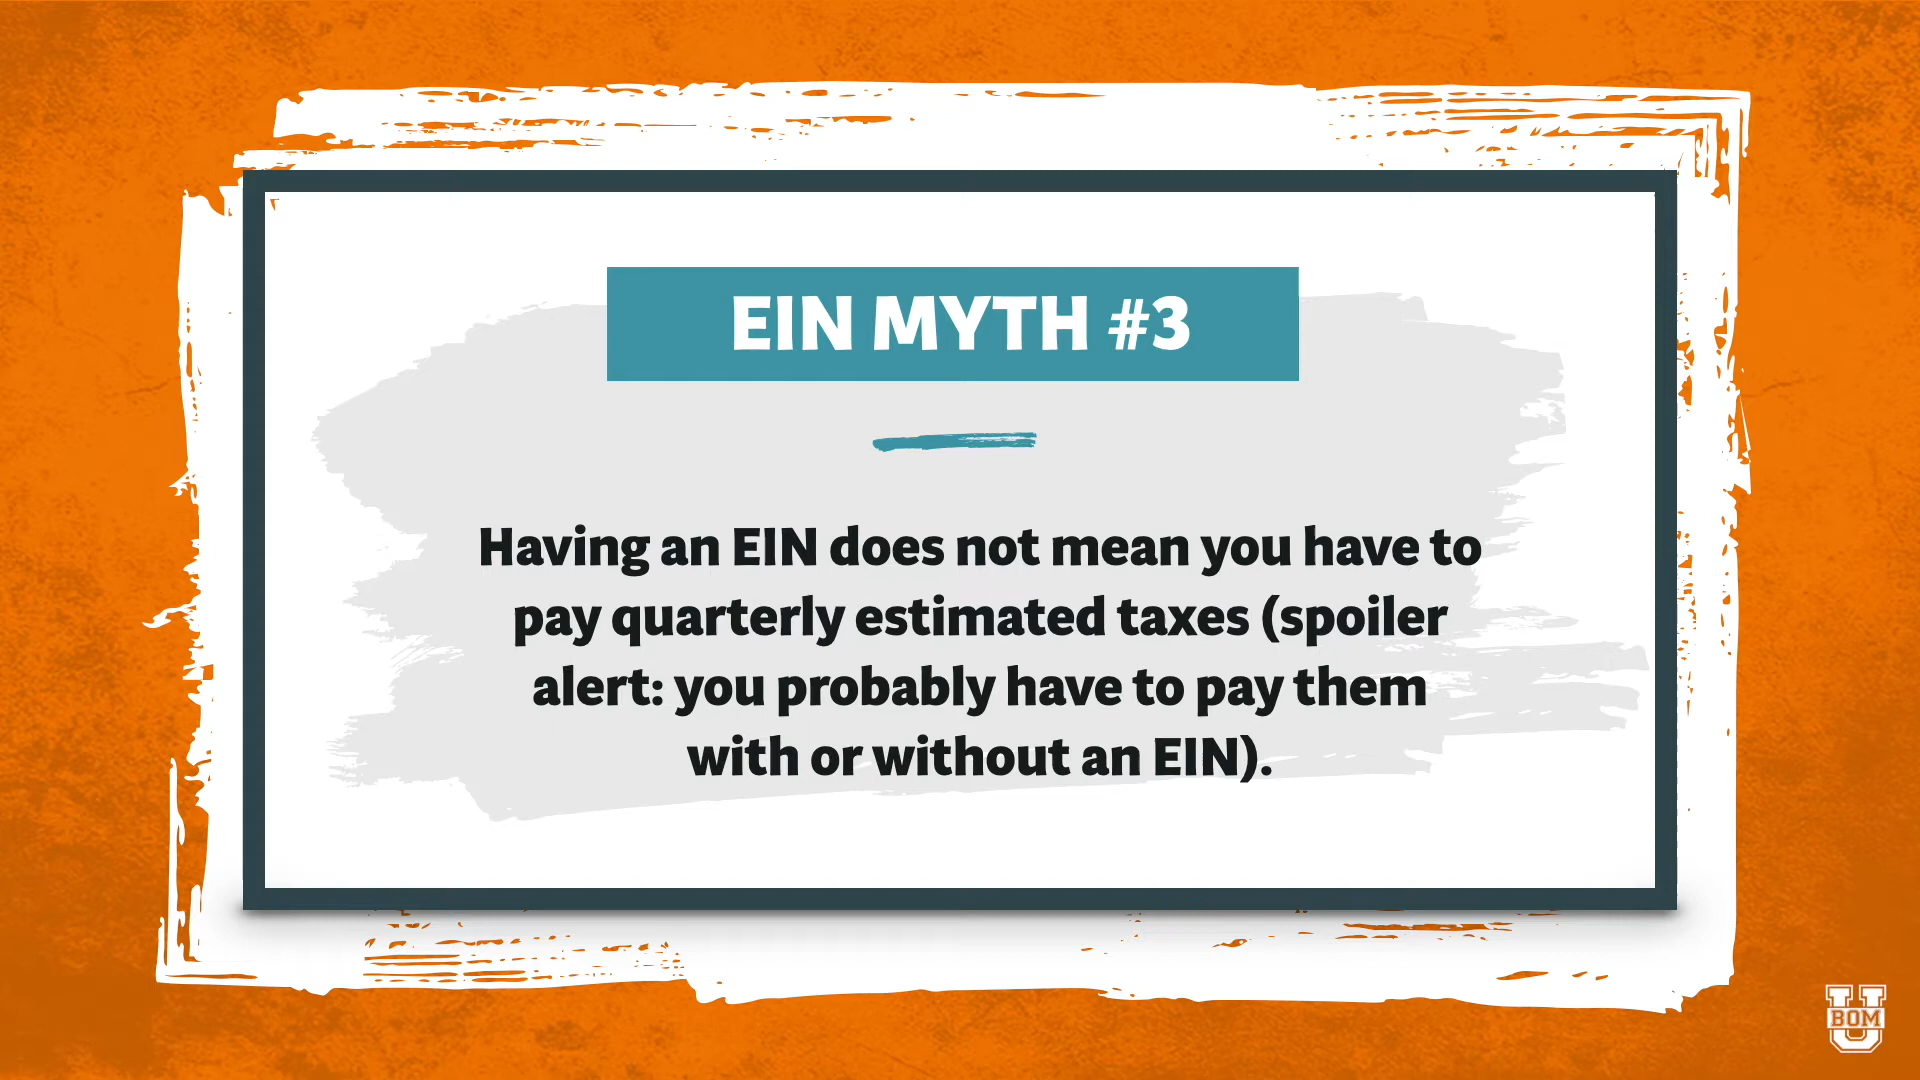 EIN MYTH #3
Having an EIN does not mean you have to
pay quarterly estimated taxes (spoiler
alert: you probably have to pay them
with or without an EIN).
U
BOM